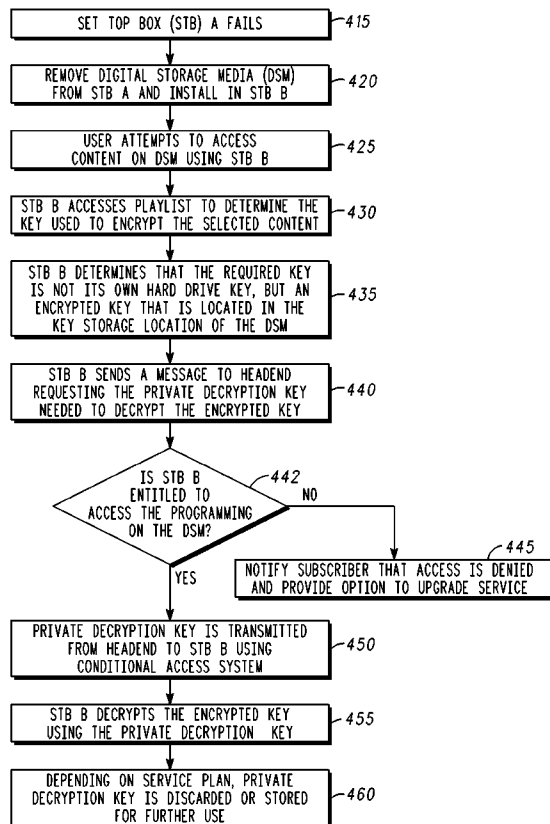 SET TOP BOX (STB) A FAILS
415
REMOVE DIGITAL STORAGE MEDIA (DSM)
FROM STB A AND INSTALL IN STB B
420
USER ATTEMPTS TO ACCESS
CONTENT ON DSM USING STB B
425
STB B ACCESSES PLAYLIST TO DETERMINE THE
KEY USED TO ENCRYPT THE SELECTED CONTENT
430
STB B DETERMINES THAT THE REQUIRED KEY
IS NOT ITS OWN HARD DRIVE KEY, BUT AN
ENCRYPTED KEY THAT IS LOCATED IN THE
KEY STORAGE LOCATION OF THE DSM
435
STB B SENDS A MESSAGE TO HEADEND
REQUESTING THE PRIVATE DECRYPTION KEY
NEEDED TO DECRYPT THE ENCRYPTED KEY
440
IS STB B
ENTITLED TO
ACCESS THE PROGRAMMING
ON THE DSM?
442
NO
445
NOTIFY SUBSCRIBER THAT ACCESS IS DENIED
AND PROVIDE OPTION TO UPGRADE SERVICE
YES
PRIVATE DECRYPTION KEY IS TRANSMITTED
FROM HEADEND TO STB B USING
CONDITIONAL ACCESS SYSTEM
450
STB B DECRYPTS THE ENCRYPTED KEY
USING THE PRIVATE DECRYPTION KEY
455
DEPENDING ON SERVICE PLAN, PRIVATE
DECRYPTION KEY IS DISCARDED OR STORED
FOR FURTHER USE
460